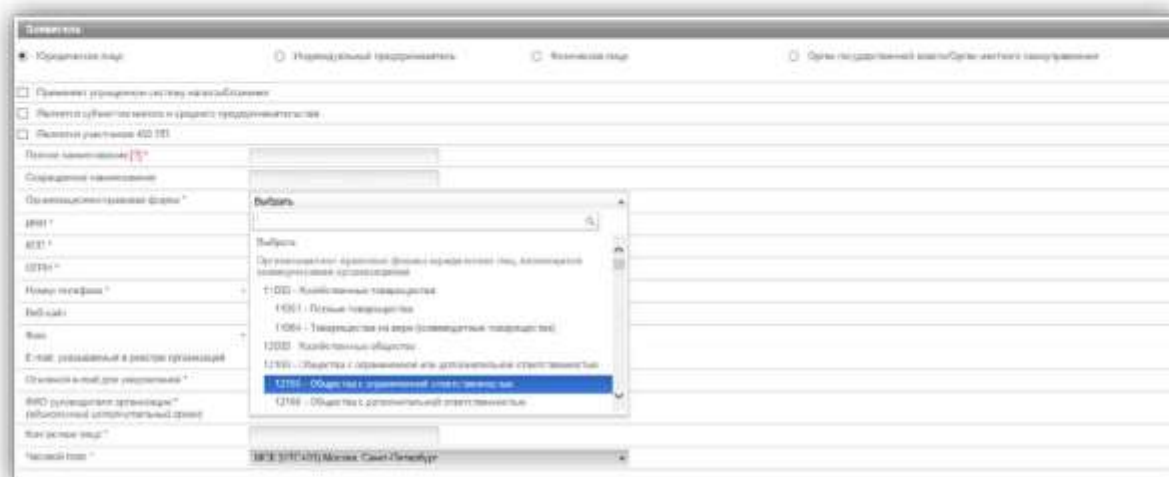 Заявитель
Юридическое лицо
Индивидуальный предприниматель
Физическое лицо
Орган государственной власти/Орган местного самоуправления
Применяет упрощенную систему налогообложения
Является субъектом малого и среднего предпринимательства
Является участником
Полное наименование [?] *
Сокращенное наименование
Организационно-правовая форма *
Выбрать
ИНН *
КПП *
Выбрать
Организационно-правовые формы юридических лиц, являющихся
коммерческими организациями
ОГРН *
Номер телефона *
11000 - Хозяйственные товарищества
Веб-сайт
11051 - Полные товарищества
11064 - Товарищества на вере (коммандитные товарищества)
Факс
12000 - Хозяйственные общества
E-mail, указываемый в реестре организаций
12100 - Общества с ограниченной или дополнительной ответственностью
Основной e-mail для уведомлений *
12165 - Общества с ограниченной ответственностью
12166 - Общества с дополнительной ответственностью
ФИО руководителя организации *
(единоличный исполнительный орган)
Контактное лицо *
Часовой пояс *
МСК (UTC+03) Москва, Санкт-Петербург